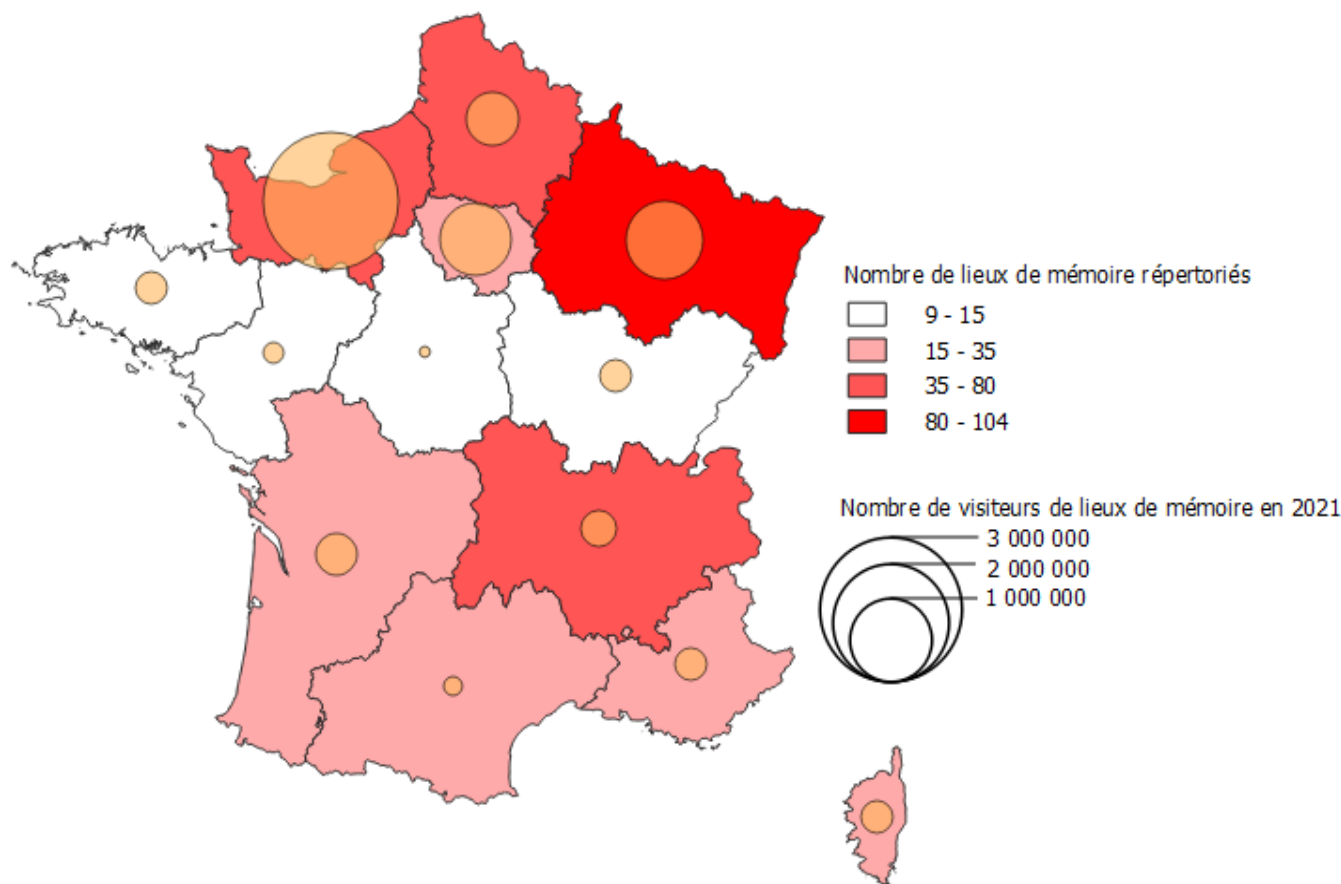 Nombre de lieux de mémoire répertoriés
9 - 15
15 - 35
35 - 80
80 - 104
Nombre de visiteurs de lieux de mémoire en 2021
3 000 000
2 000 000
1 000 000